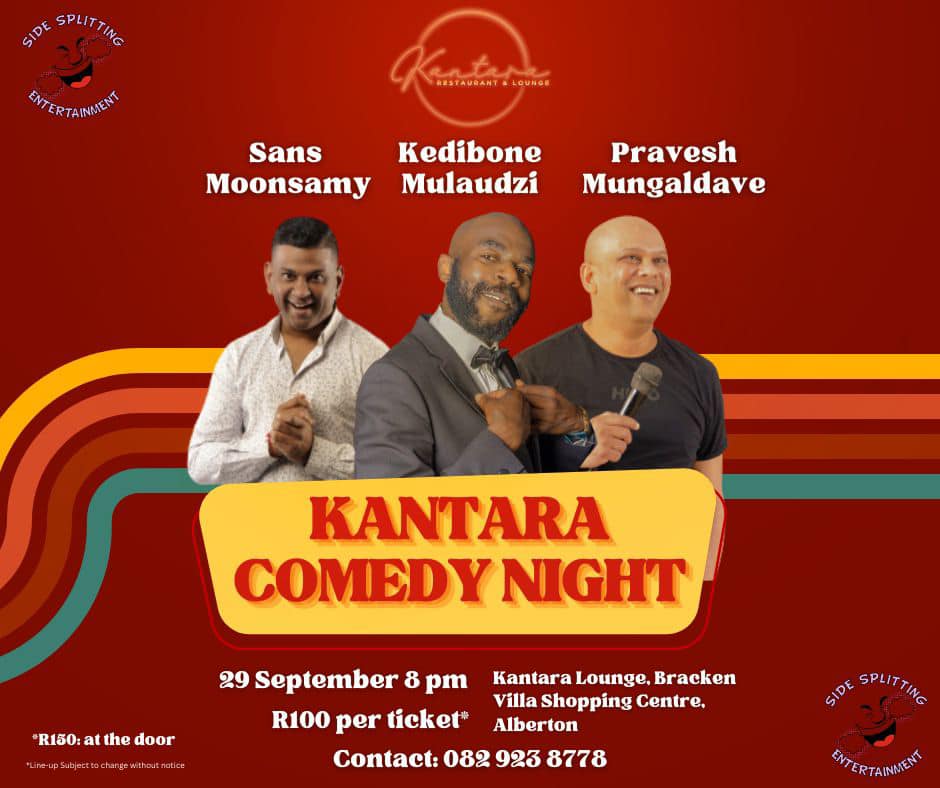 SIDE SPLITTING
ENTERTAINMENT
Kantara
RESTAURANT & LOUNGE
Sans
Moonsamy
Kedibone
Mulaudzi
Pravesh
Mungaldave
KANTARA
COMEDY NIGHT
29 September 8 pm
R100 per ticket*
Kantara Lounge, Bracken
Villa Shopping Centre,
Alberton
Contact: 082 923 8778
*R150: at the door
*Line-up Subject to change without notice
SIDE SPLITTING
ENTERTAINMENT